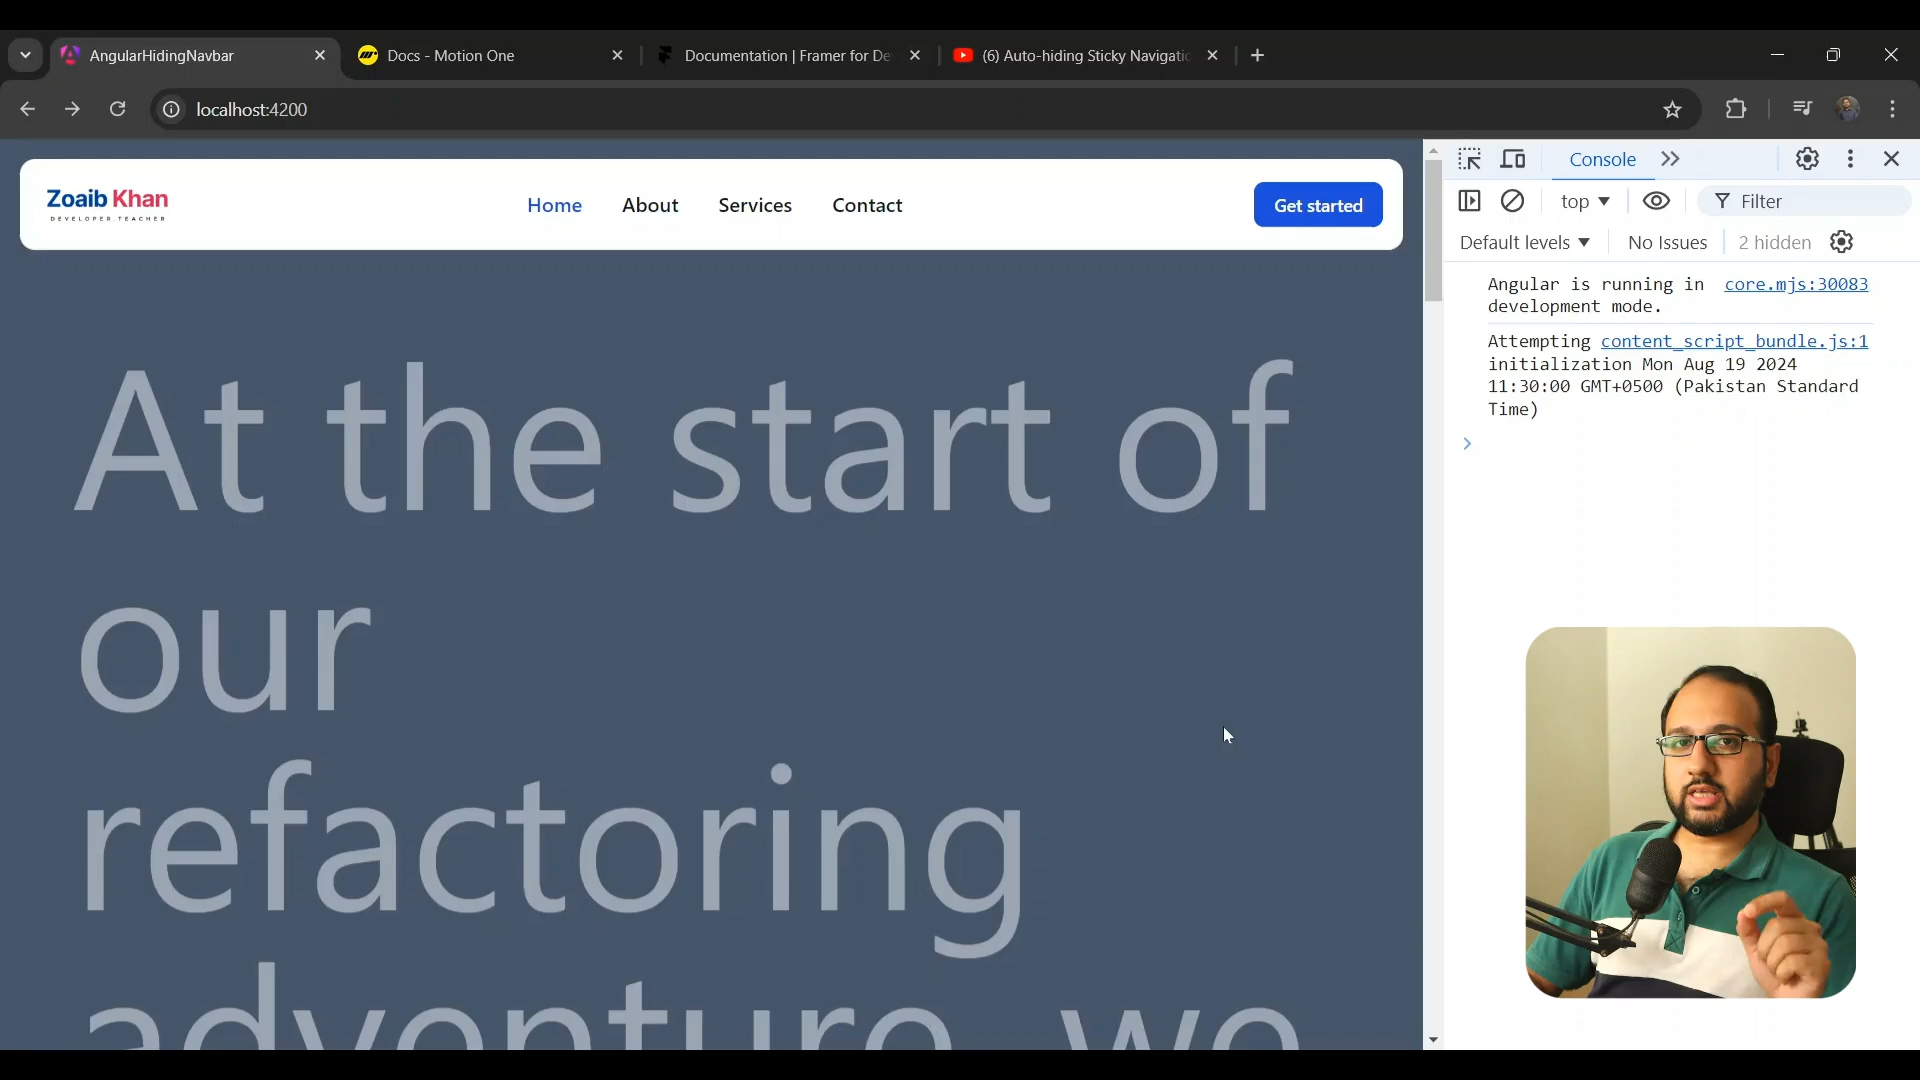 AngularHidingNavbar
Docs - Motion One
Documentation | Framer for De
(6) Auto-hiding Sticky Navigatio
localhost:4200
Zoaib Khan
DEVELOPER.TEACHER
Home
About
Services
Contact
Get started
At the start of
our
refactoring
adventure, we
Console
top
Filter
Default levels
No Issues
2 hidden
Angular is running in core.mjs:30083
development mode.
Attempting content_script_bundle.js:1
initialization Mon Aug 19 2024
11:30:00 GMT+0500 (Pakistan Standard
Time)